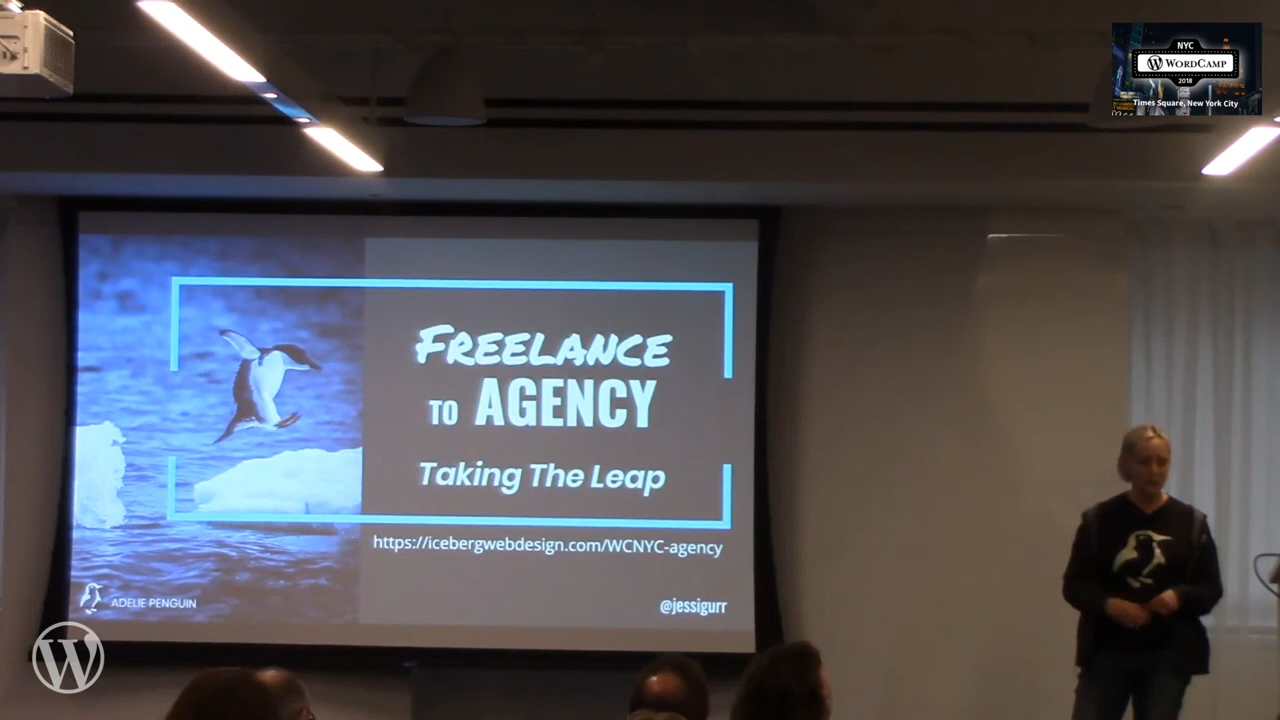 NYC
WORDCAMP
2018
Times Square, New York City
FREELANCE
TO AGENCY
Taking The Leap
https://icebergwebdesign.com/WCNYC-agency
ADELIE PENGUIN
@jessigurr